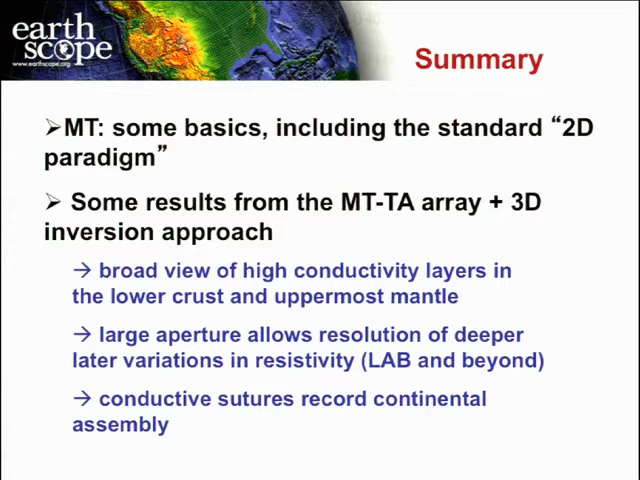 earth
scope
www.earthscope.org
Summary
➢MT: some basics, including the standard “2D
paradigm”
➢ Some results from the MT-TA array + 3D
inversion approach
→ broad view of high conductivity layers in
the lower crust and uppermost mantle
→ large aperture allows resolution of deeper
later variations in resistivity (LAB and beyond)
→ conductive sutures record continental
assembly